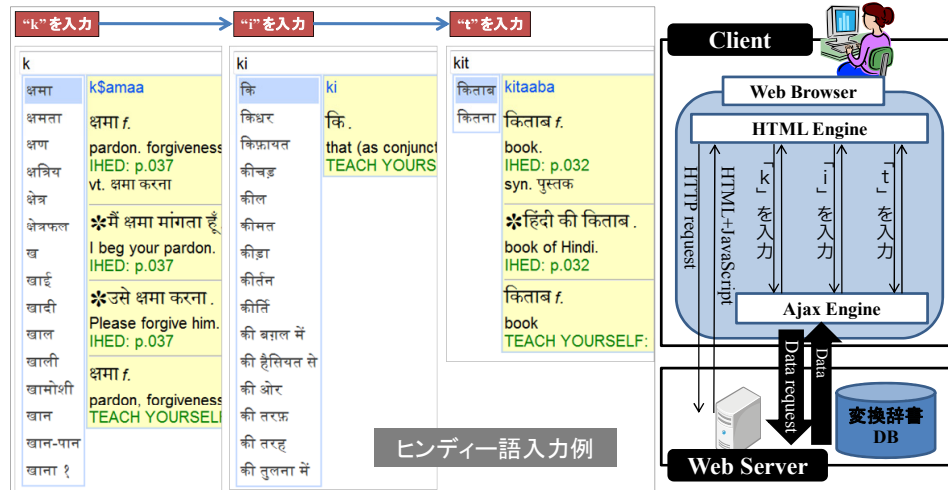 “k”を入力
“i”を入力
“t”を入力
k
क्षमा
क्षमता
क्षण
क्षत्रिय
क्षेत्र
क्षेत्रफल
ख
खाई
खादी
खाल
खाली
खामोशी
खान
खान-पान
खाना १
k$amaa
क्षमा f.
pardon. forgiveness
IHED: p.037
vt. क्षमा करना
✻मैं क्षमा मांगता हूँ
I beg your pardon.
IHED: p.037
✻उसे क्षमा करना .
Please forgive him.
IHED: p.037
क्षमा f.
pardon, forgiveness
TEACH YOURSEL
ki
कि
किधर
किफ़ायत
कीचड़
कील
कीमत
कीड़ा
कीर्तन
कीर्ति
की बग़ल में
की हैसियत से
की ओर
की तरफ़
की तरह
की तुलना में
ki
कि .
that (as conjunct
TEACH YOURS
kit
किताब
कितना
kitaaba
किताब f.
book.
IHED: p.032
syn. पुस्तक
✻हिंदी की किताब .
book of Hindi.
IHED: p.032
किताब f.
book
TEACH YOURSELF:
ヒンディー語入力例
Client
Web Browser
HTML Engine
HTTP request
HTML+JavaScript
「k」を入力
「i」を入力
「t」を入力
Ajax Engine
Data request
Data
変換辞書
DB
Web Server